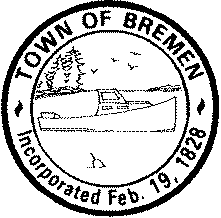 TOWN OF BREMEN
Incorporated Feb. 19, 1828